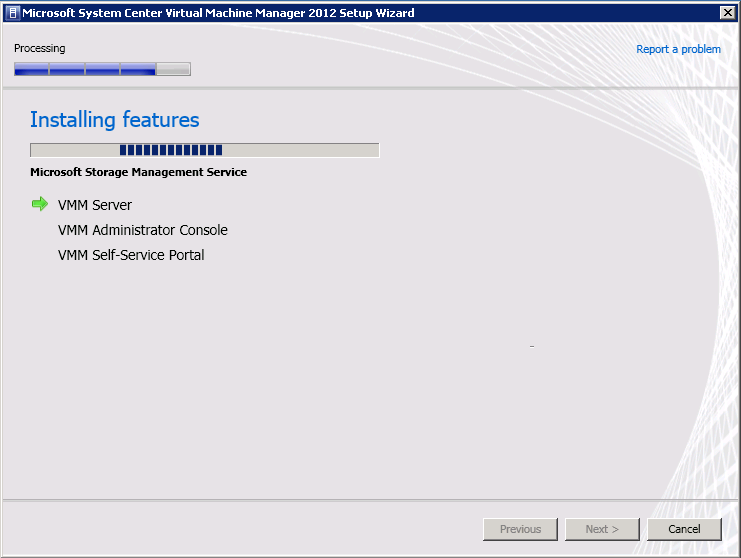 Microsoft System Center Virtual Machine Manager 2012 Setup Wizard
Processing
Report a problem
Installing features
Microsoft Storage Management Service
VMM Server
VMM Administrator Console
VMM Self-Service Portal
Previous
Next >
Cancel